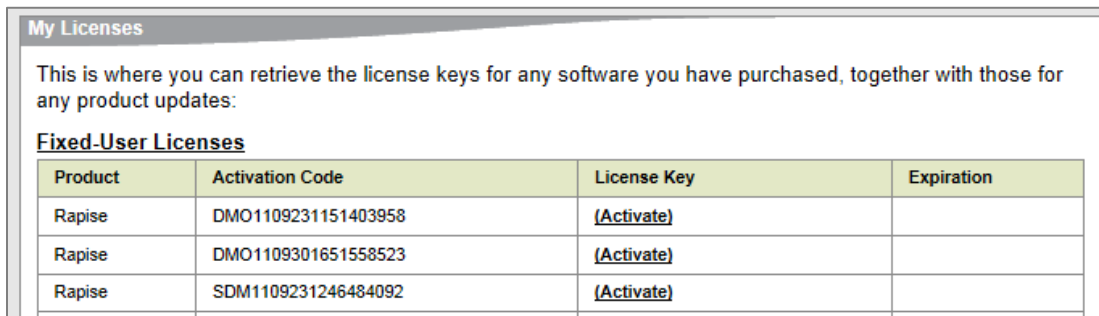 My Licenses
This is where you can retrieve the license keys for any software you have purchased, together with those for
any product updates:
Fixed-User Licenses
Product Activation Code License Key Expiration
Rapise DMO1109231151403958 (Activate)
Rapise DMO1109301651558523 (Activate)
Rapise SDM1109231246484092 (Activate)